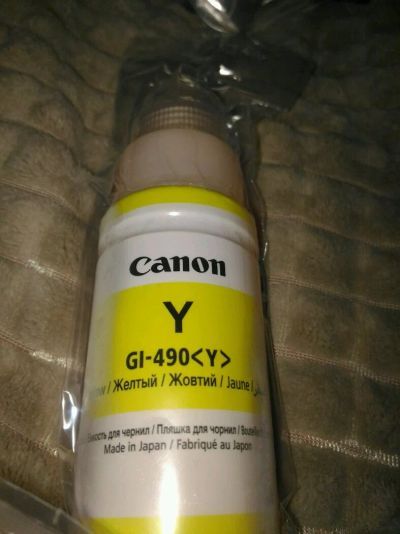 Canon
Y
GI-490<Y>
/ Желтый / Жовтий / Jaune /
для чернил / Пляшка для чорнил /
Made in Japan / Fabriqué au Japon